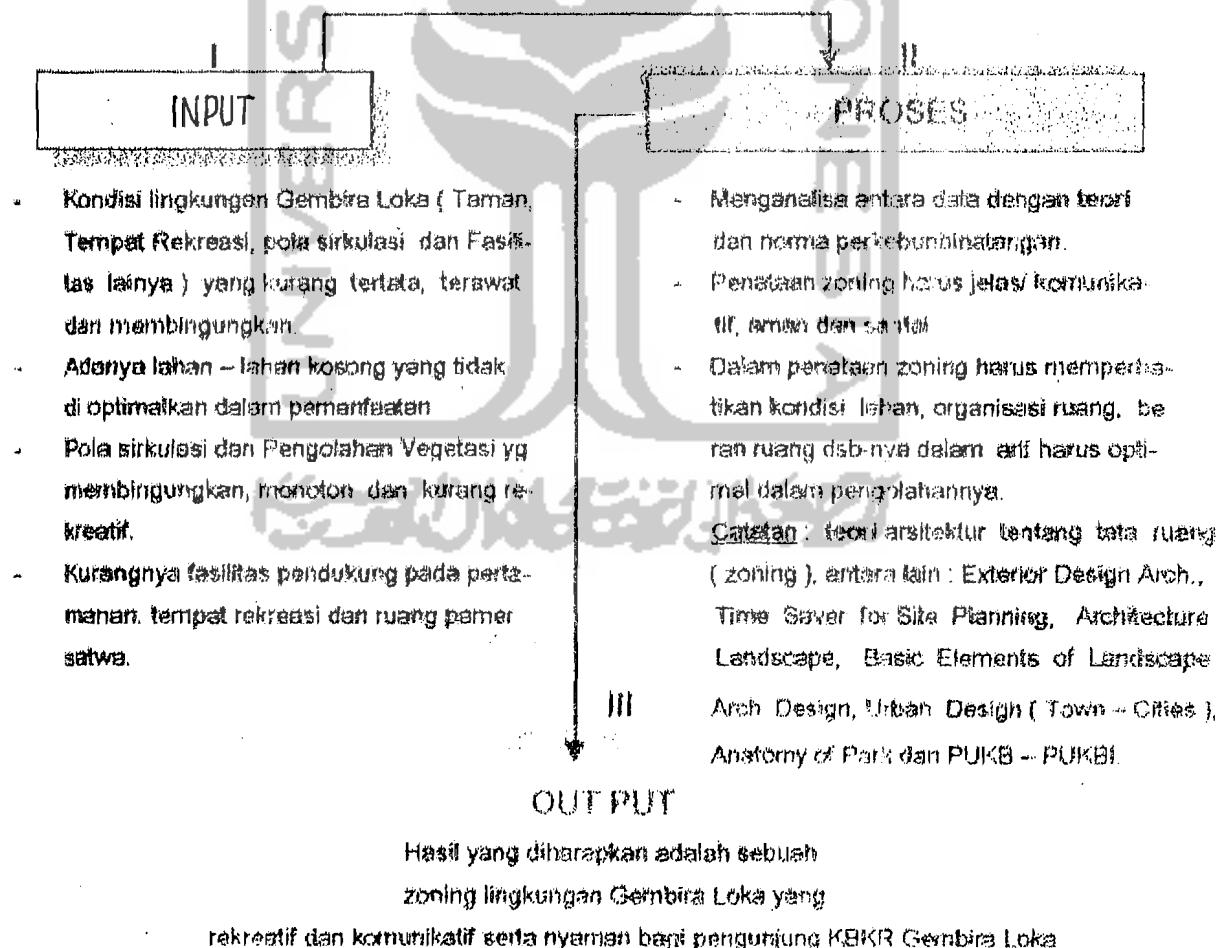 I
INPUT
- Kondisi lingkungan Gembira Loka ( Taman,
Tempat Rekreasi, pola sirkulasi dan Fasili-
tas lainya ) yang kurang tertata, terawat
dan membingungkan.
- Adanya lahan – lahan kosong yang tidak
di optimalkan dalam pemanfaatan
- Pola sirkulasi dan Pengolahan Vegetasi yg
membingungkan, monoton dan kurang re-
kreatif.
- Kurangnya fasilitas pendukung pada perta-
manan, tempat rekreasi dan ruang pamer
satwa.
II
PROSES
- Menganalisa antara data dengan teori
dan norma perkebunbinatangan.
- Penataan zoning harus jelas/ komunika-
tif, aman dan santai
- Dalam penataan zoning harus memperha-
tikan kondisi lahan, organisasi ruang, be
ran ruang dsb-nya dalam arti harus opti-
mal dalam pengolahannya.
Catatan : teori arsitektur tentang tata ruang
( zoning ), antara lain : Exterior Design Arch.,
Time Saver for Site Planning, Architecture
Landscape, Basic Elements of Landscape
Arch Design, Urban Design ( Town – Cities ),
Anatomy of Park dan PUKB – PUKBI.
III
OUT PUT
Hasil yang diharapkan adalah sebuah
zoning lingkungan Gembira Loka yang
rekreatif dan komunikatif serta nyaman bagi pengunjung KBKR Gembira Loka